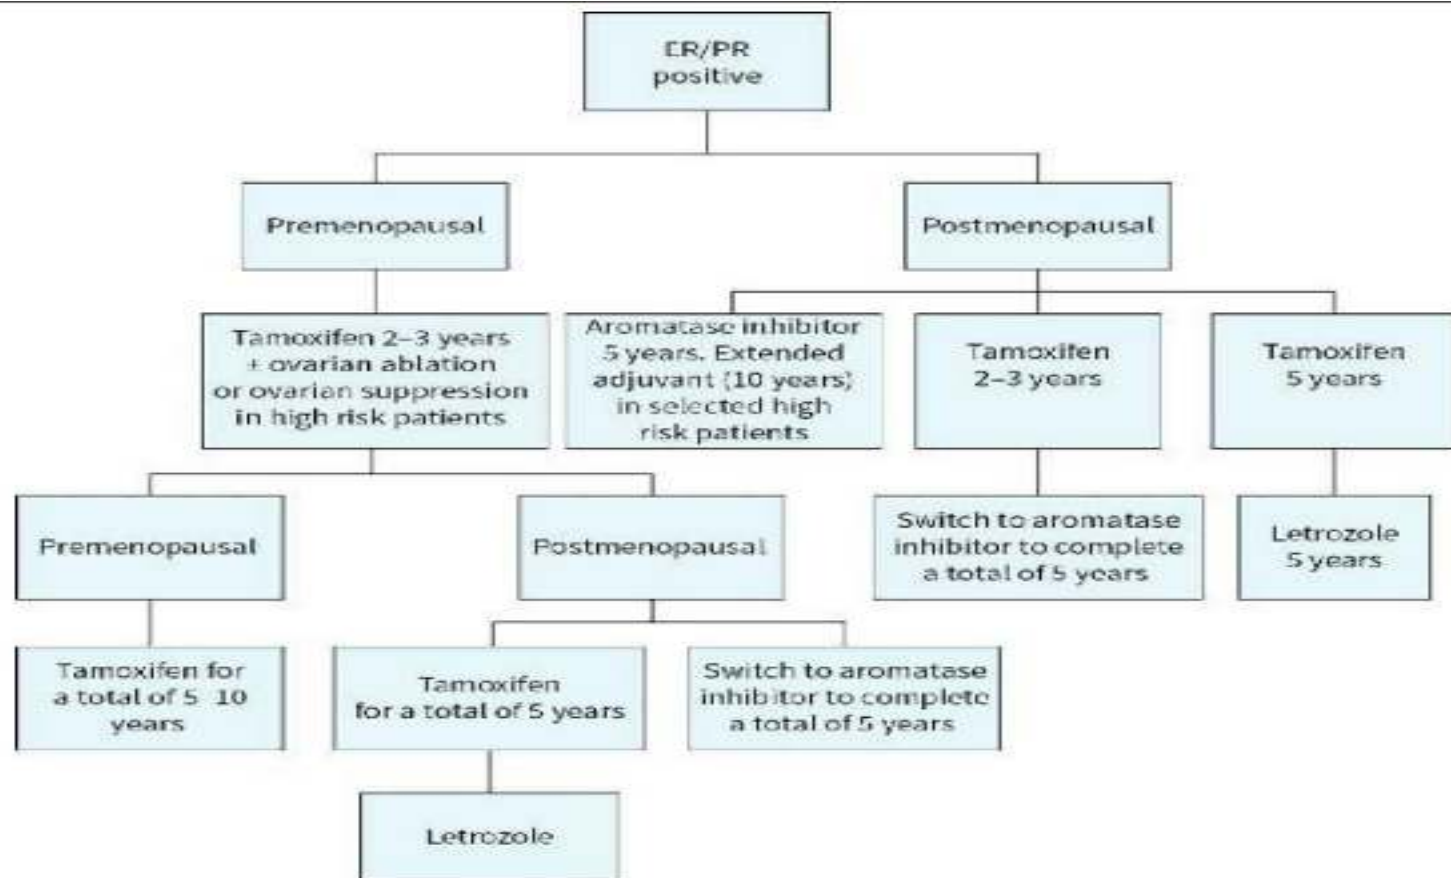 ER/PR
positive
Premenopausal
Postmenopausal
Tamoxifen 2–3 years
+ ovarian ablation
or ovarian suppression
in high risk patients
Aromatase inhibitor
5 years. Extended
adjuvant (10 years)
in selected high
risk patients
Tamoxifen
2–3 years
Tamoxifen
5 years
Premenopausal
Postmenopausal
Switch to aromatase
inhibitor to complete
a total of 5 years
Letrozole
5 years
Tamoxifen for
a total of 5–10
years
Tamoxifen
for a total of 5 years
Switch to aromatase
inhibitor to complete
a total of 5 years
Letrozole